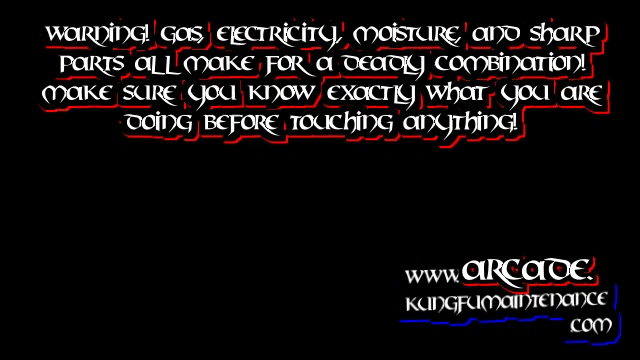 Warning! Gas, Electricity, Moisture, and sharp
parts all make for a deadly combination!
Make sure you know exactly what you are
doing before touching anything!
www.arcade.
kungfumaintenance
.com